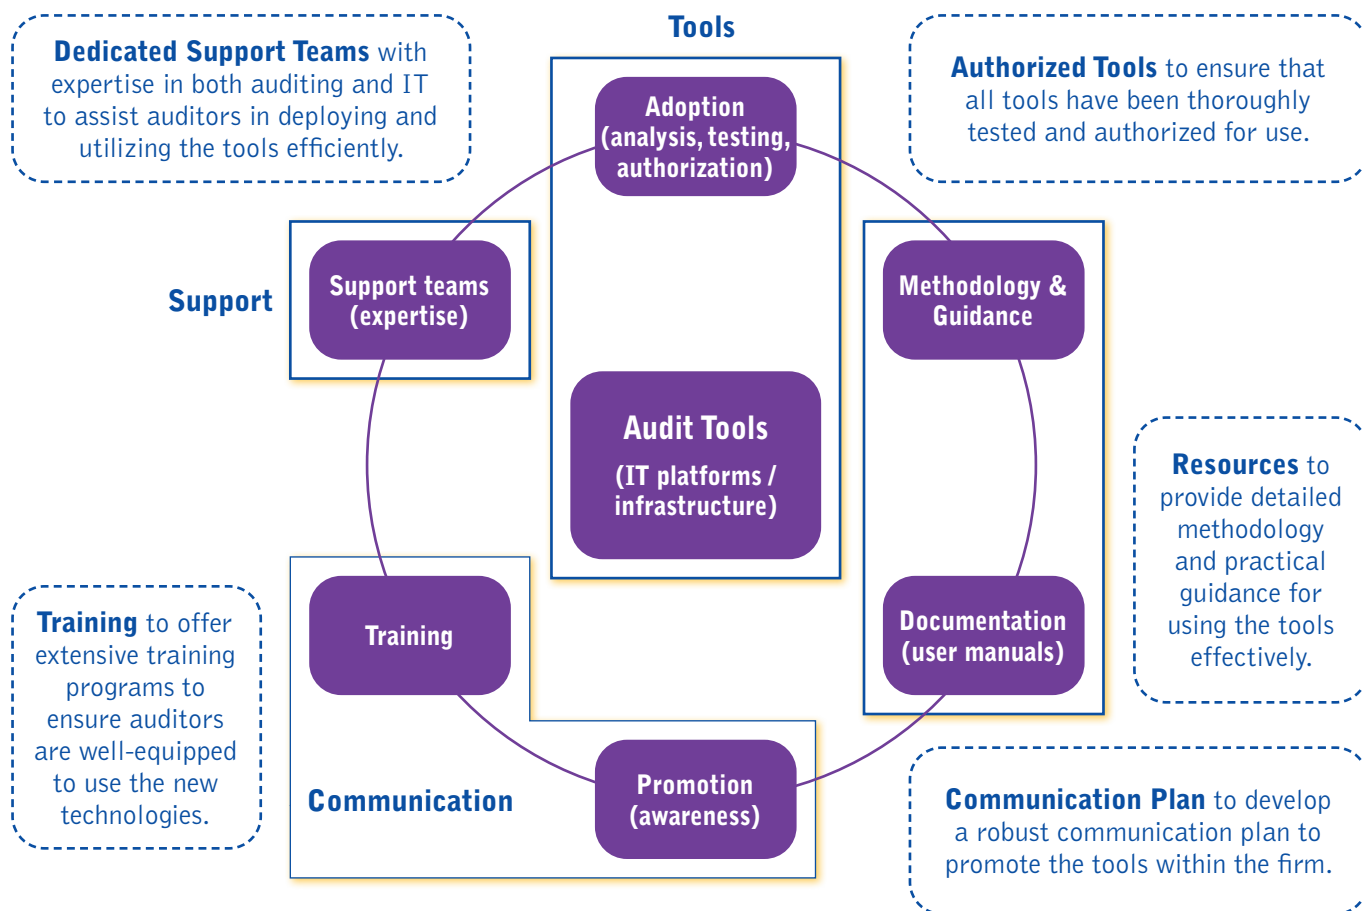 Tools
Dedicated Support Teams with
expertise in both auditing and IT
to assist auditors in deploying and
utilizing the tools efficiently.
Adoption
(analysis, testing,
authorization)
Authorized Tools to ensure that
all tools have been thoroughly
tested and authorized for use.
Support
Support teams
(expertise)
Methodology &
Guidance
Audit Tools
(IT platforms /
infrastructure)
Resources to
provide detailed
methodology
and practical
guidance for
using the tools
effectively.
Training to offer
extensive training
programs to
ensure auditors
are well-equipped
to use the new
technologies.
Training
Documentation
(user manuals)
Communication
Promotion
(awareness)
Communication Plan to develop
a robust communication plan to
promote the tools within the firm.